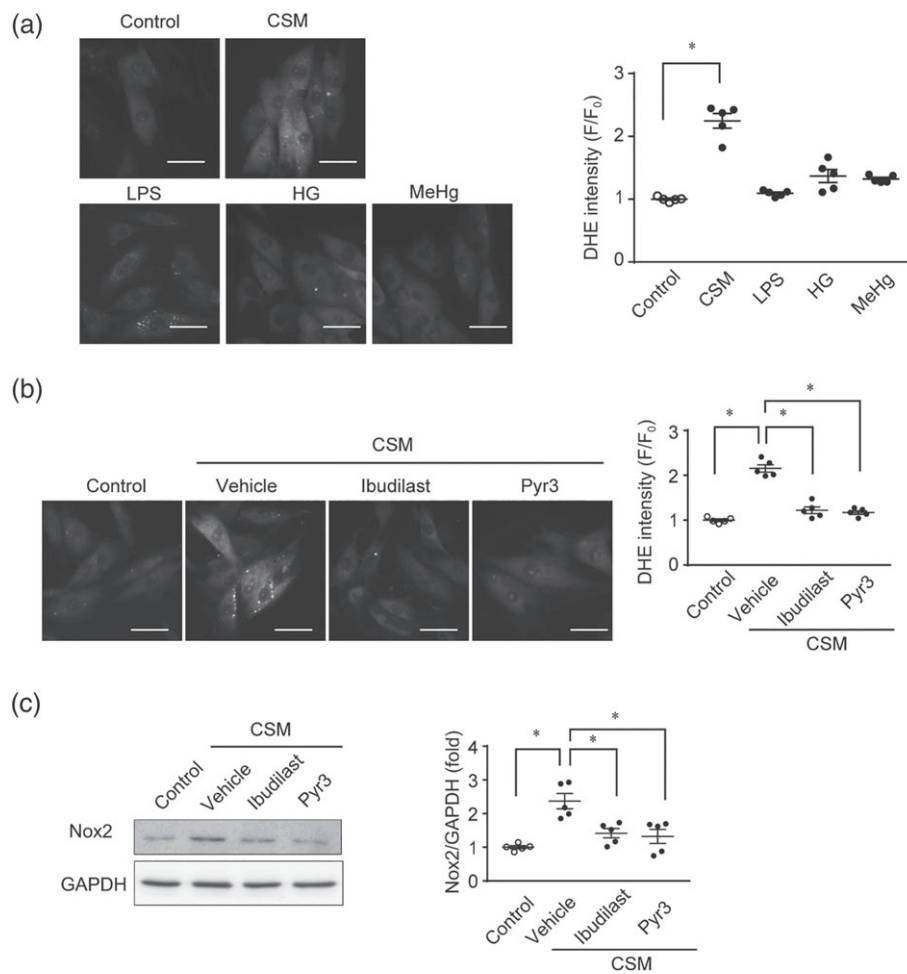 (a)
Control CSM
LPS HG MeHg
DHE intensity (F/F₀)
3
2
1
0
*
Control CSM LPS HG MeHg
(b)
CSM
Control Vehicle Ibudilast Pyr3
DHE intensity (F/F₀)
3
2
1
0
* * *
Control Vehicle Ibudilast Pyr3
CSM
(c)
CSM
Control Vehicle Ibudilast Pyr3
Nox2
GAPDH
Nox2/GAPDH (fold)
4
2
1
0
* * *
Control Vehicle Ibudilast Pyr3
CSM